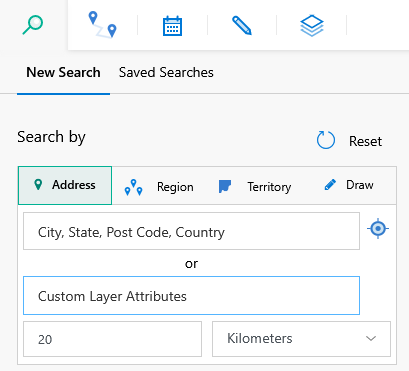 New Search Saved Searches
Search by Reset
Address Region Territory Draw
City, State, Post Code, Country
or
Custom Layer Attributes
20 Kilometers